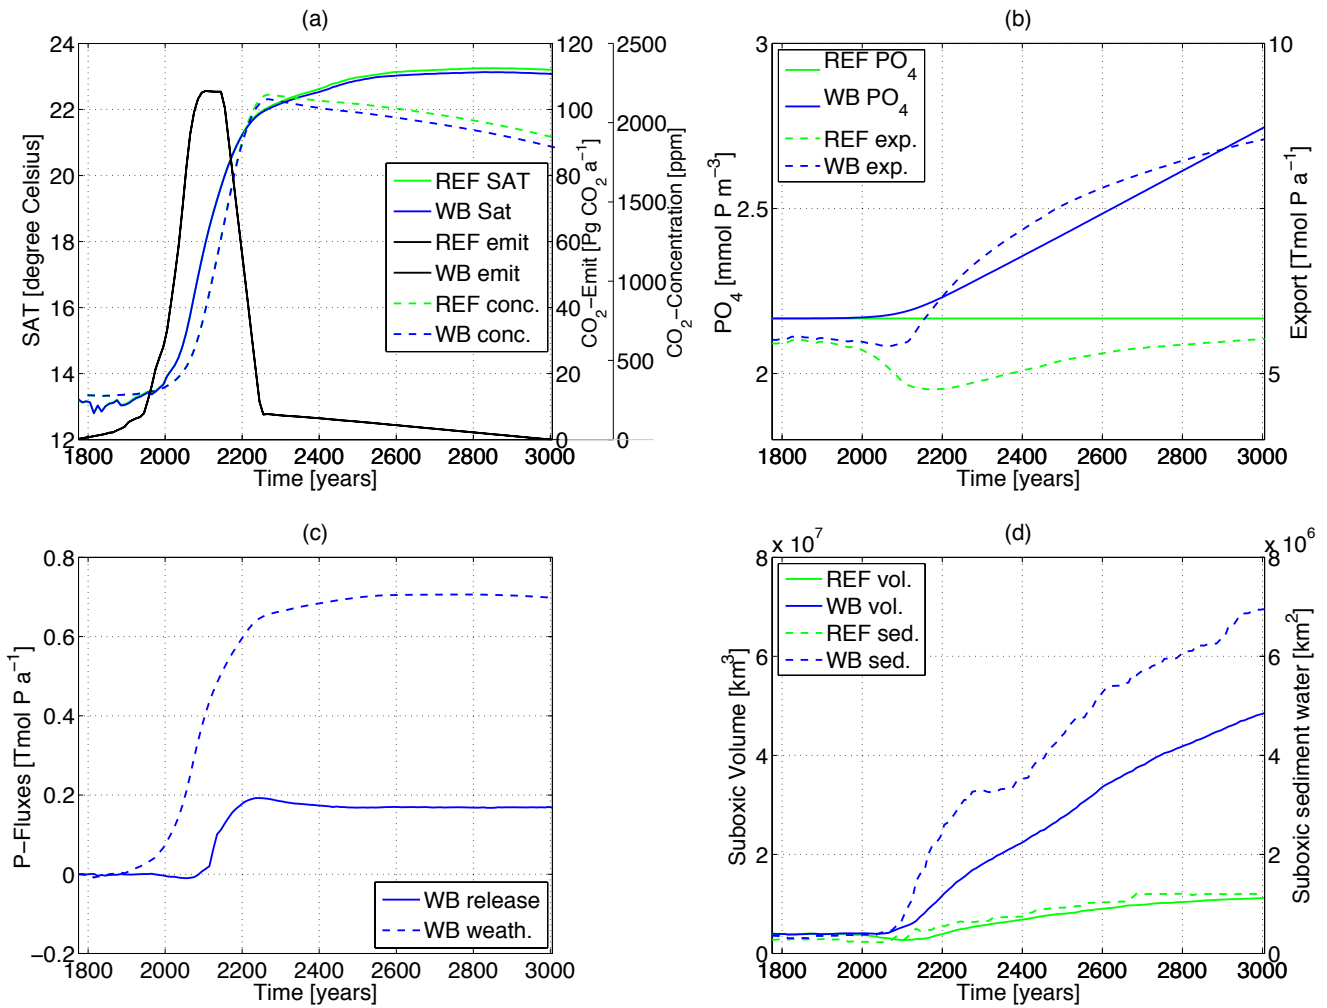 (a)
24
22
20
18
16
14
12
SAT [degree Celsius]
120
100
80
60
40
20
0
CO2−Emit [Pg CO2 a−1]
2500
2000
1500
1000
500
0
CO2−Concentration [ppm]
REF SAT
WB Sat
REF emit
WB emit
REF conc.
WB conc.
1800 2000 2200 2400 2600 2800 3000
Time [years]
(b)
3
2.5
2
PO4 [mmol P m−3]
10
5
Export [Tmol P a−1]
REF PO4
WB PO4
REF exp.
WB exp.
1800 2000 2200 2400 2600 2800 3000
Time [years]
(c)
0.8
0.6
0.4
0.2
0
−0.2
P−Fluxes [Tmol P a−1]
WB release
WB weath.
1800 2000 2200 2400 2600 2800 3000
Time [years]
(d)
x 10^7
8
6
4
2
0
Suboxic Volume [km3]
x 10^6
8
6
4
2
0
Suboxic sediment water [km2]
REF vol.
WB vol.
REF sed.
WB sed.
1800 2000 2200 2400 2600 2800 3000
Time [years]